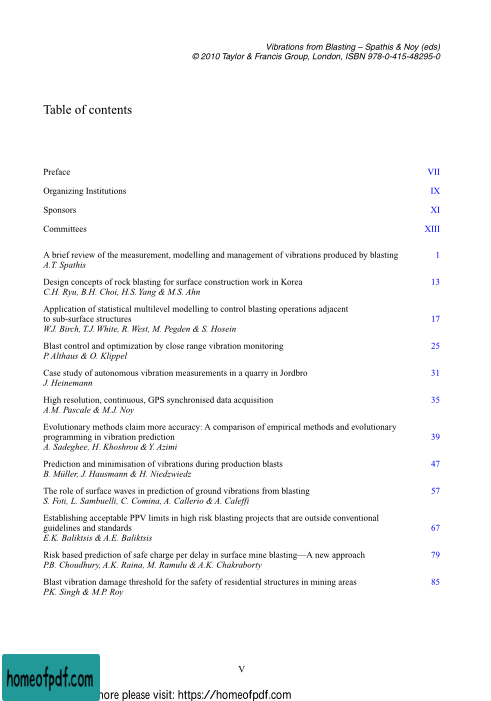 Vibrations from Blasting – Spathis & Noy (eds)
© 2010 Taylor & Francis Group, London, ISBN 978-0-415-48295-0
Table of contents
Preface VII
Organizing Institutions IX
Sponsors XI
Committees XIII
A brief review of the measurement, modelling and management of vibrations produced by blasting 1
A.T. Spathis
Design concepts of rock blasting for surface construction work in Korea 13
C.H. Ryu, B.H. Choi, H.S. Yang & M.S. Ahn
Application of statistical multilevel modelling to control blasting operations adjacent
to sub-surface structures 17
W.J. Birch, T.J. White, R. West, M. Pegden & S. Hosein
Blast control and optimization by close range vibration monitoring 25
P. Althaus & O. Klippel
Case study of autonomous vibration measurements in a quarry in Jordbro 31
J. Heinemann
High resolution, continuous, GPS synchronised data acquisition 35
A.M. Pascale & M.J. Noy
Evolutionary methods claim more accuracy: A comparison of empirical methods and evolutionary
programming in vibration prediction 39
A. Sadeghee, H. Khoshrou & Y. Azimi
Prediction and minimisation of vibrations during production blasts 47
B. Müller, J. Hausmann & H. Niedzwiedz
The role of surface waves in prediction of ground vibrations from blasting 57
S. Foti, L. Sambuelli, C. Comina, A. Callerio & A. Caleffi
Establishing acceptable PPV limits in high risk blasting projects that are outside conventional
guidelines and standards 67
E.K. Baliktsis & A.E. Baliktsis
Risk based prediction of safe charge per delay in surface mine blasting—A new approach 79
P.B. Choudhury, A.K. Raina, M. Ramulu & A.K. Chakraborty
Blast vibration damage threshold for the safety of residential structures in mining areas 85
P.K. Singh & M.P. Roy
V
homeofpdf.com
more please visit: https://homeofpdf.com